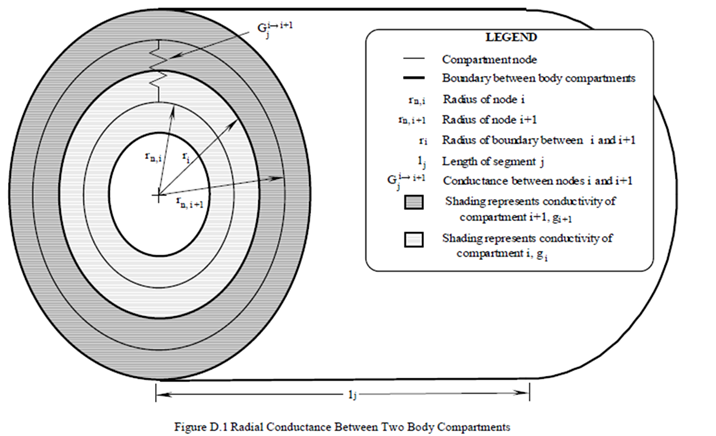 G_j^{i→i+1}
r_{n,i}
r_i
r_{n,i+1}
l_j
LEGEND
Compartment node
Boundary between body compartments
r_{n,i} Radius of node i
r_{n,i+1} Radius of node i+1
r_i Radius of boundary between i and i+1
l_j Length of segment j
G_j^{i→i+1} Conductance between nodes i and i+1
Shading represents conductivity of
compartment i+1, g_{i+1}
Shading represents conductivity of
compartment i, g_i
Figure D.1 Radial Conductance Between Two Body Compartments